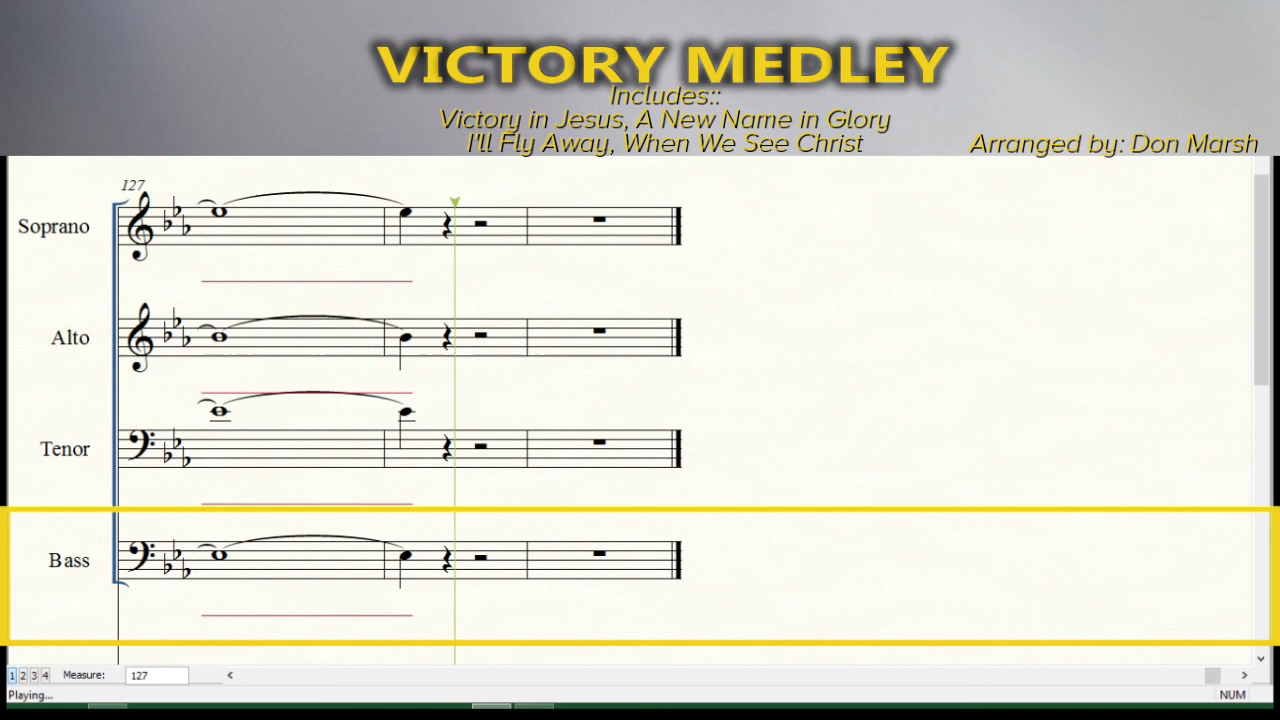 VICTORY MEDLEY
Includes::
Victory in Jesus, A New Name in Glory
I'll Fly Away, When We See Christ
Arranged by: Don Marsh
127
Soprano
Alto
Tenor
Bass
1 2 3 4 Measure: 127
Playing...
NUM